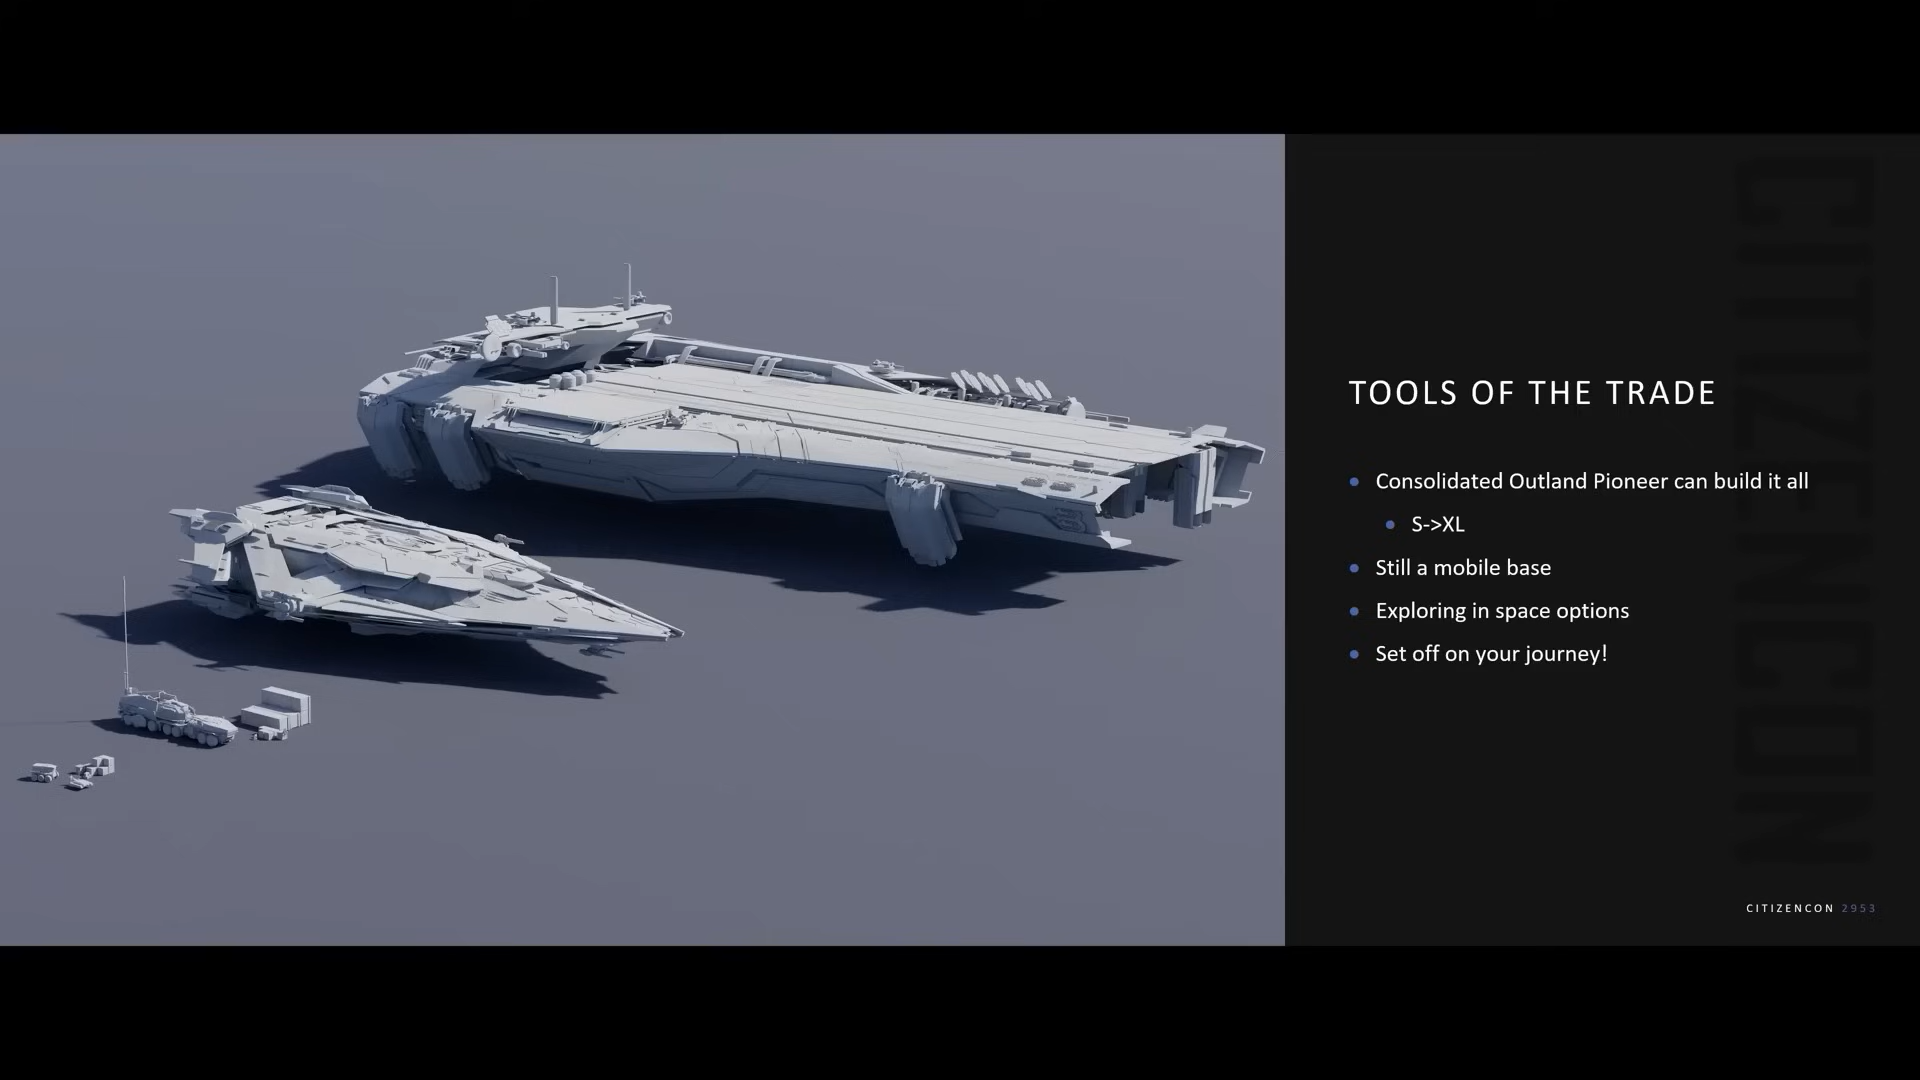 TOOLS OF THE TRADE
Consolidated Outland Pioneer can build it all
S->XL
Still a mobile base
Exploring in space options
Set off on your journey!
CITIZENCON
CITIZENCON 2953